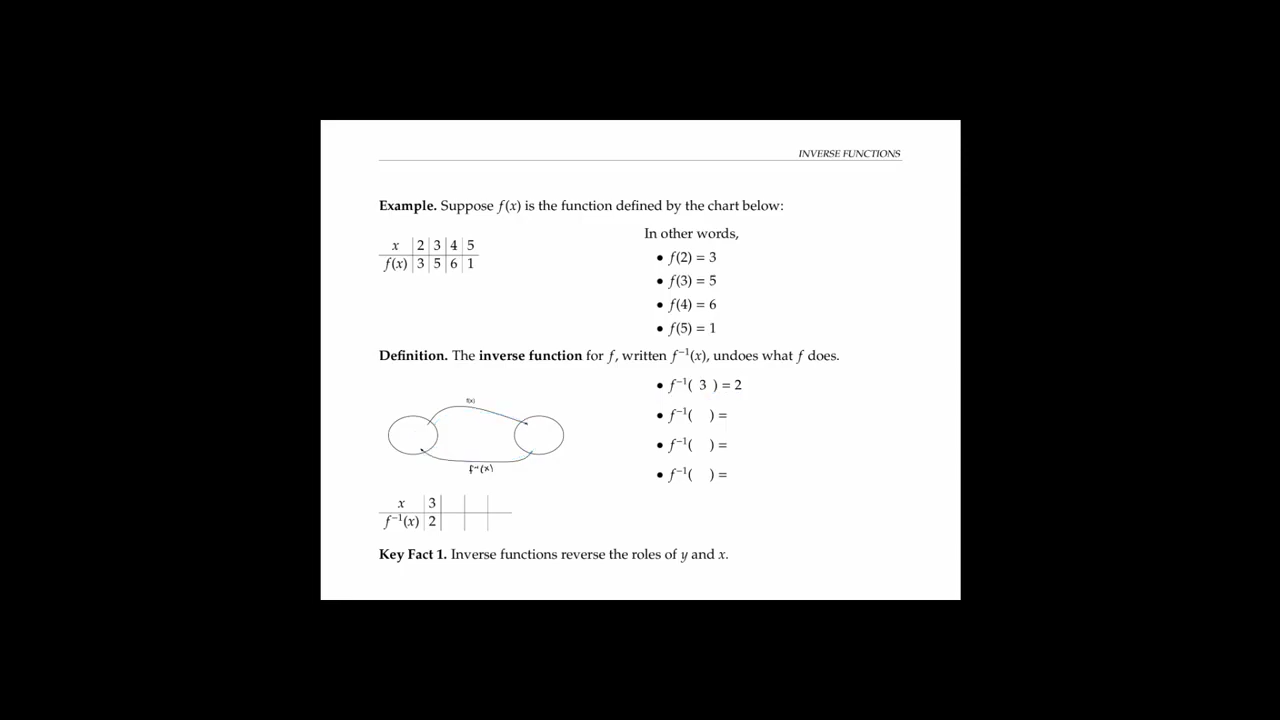 INVERSE FUNCTIONS
Example. Suppose f(x) is the function defined by the chart below:
In other words,
x 2 3 4 5
f(x) 3 5 6 1
• f(2) = 3
• f(3) = 5
• f(4) = 6
• f(5) = 1
Definition. The inverse function for f, written f⁻¹(x), undoes what f does.
• f⁻¹( 3 ) = 2
• f⁻¹( ) =
• f⁻¹( ) =
• f⁻¹( ) =
f(x)
f⁻¹(x)
x 3
f⁻¹(x) 2
Key Fact 1. Inverse functions reverse the roles of y and x.